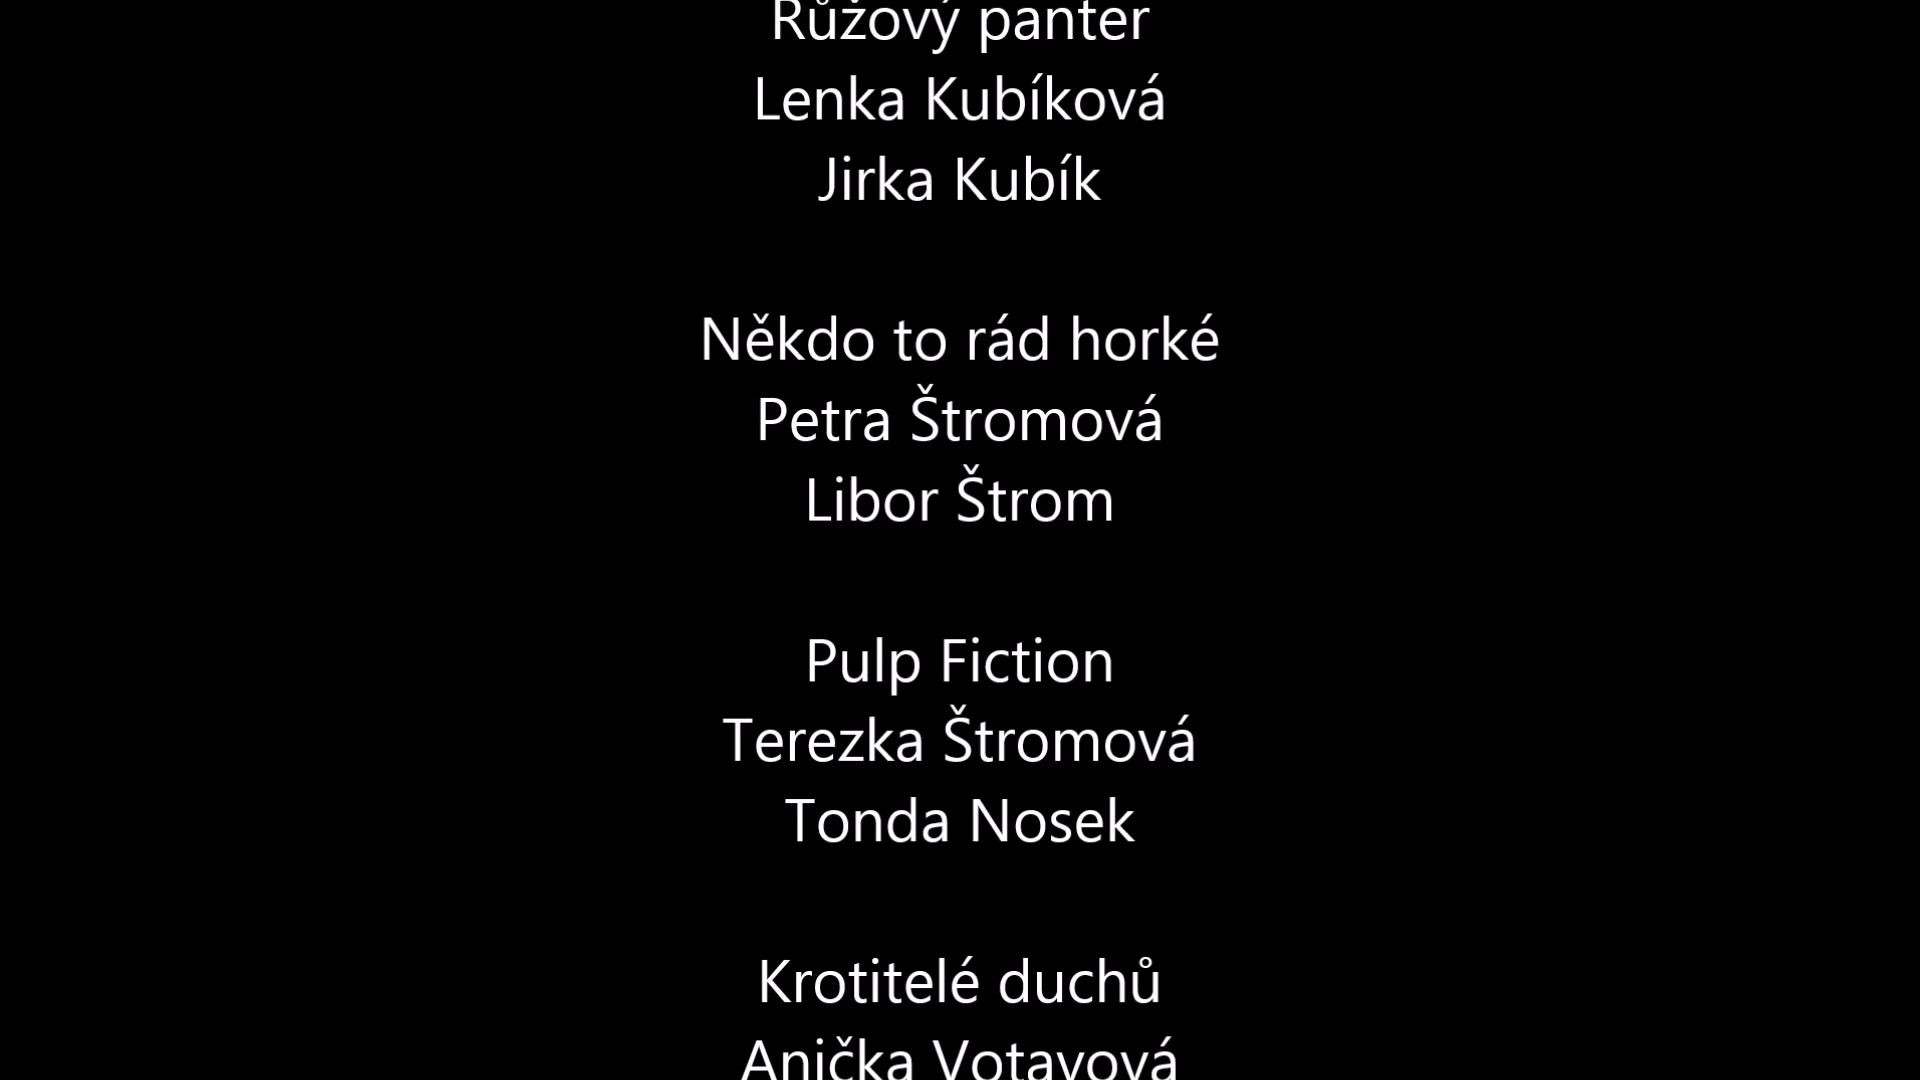 Růžový panter
Lenka Kubíková
Jirka Kubík
Někdo to rád horké
Petra Štromová
Libor Štrom
Pulp Fiction
Terezka Štromová
Tonda Nosek
Krotitelé duchů
Anička Votavová